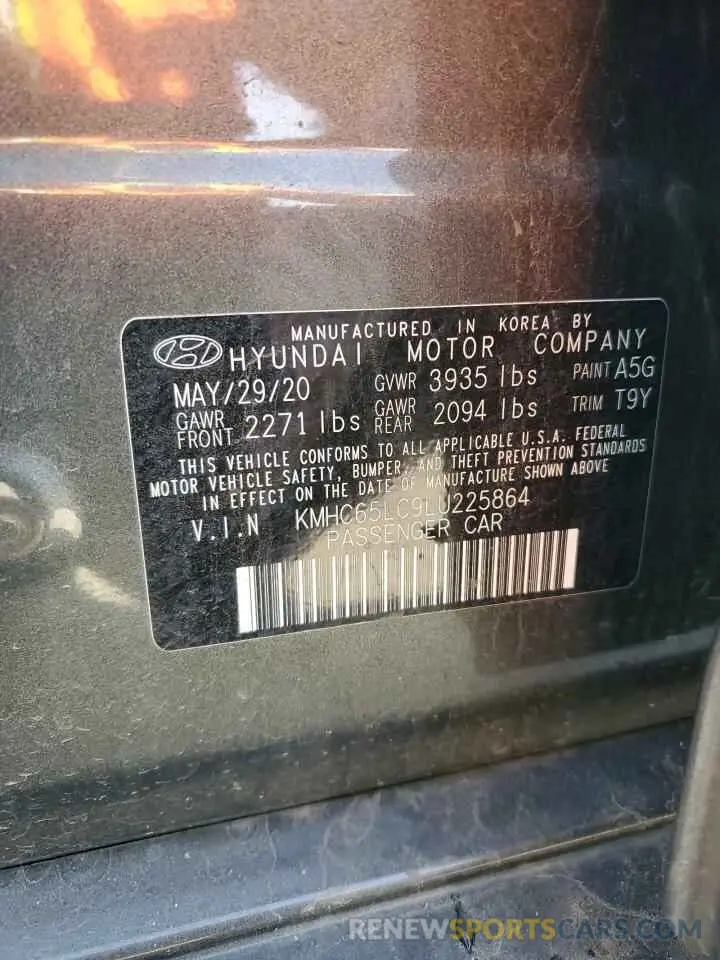 MANUFACTURED IN KOREA BY
HYUNDAI MOTOR COMPANY
MAY/29/20 GVWR 3935 lbs PAINT A5G
GAWR FRONT 2271 lbs GAWR REAR 2094 lbs TRIM T9Y
THIS VEHICLE CONFORMS TO ALL APPLICABLE U.S.A. FEDERAL
MOTOR VEHICLE SAFETY, BUMPER, AND THEFT PREVENTION STANDARDS
IN EFFECT ON THE DATE OF MANUFACTURE SHOWN ABOVE
V.I.N KMHC65LC9LU225864
PASSENGER CAR
RENEWSPORTSCARS.COM